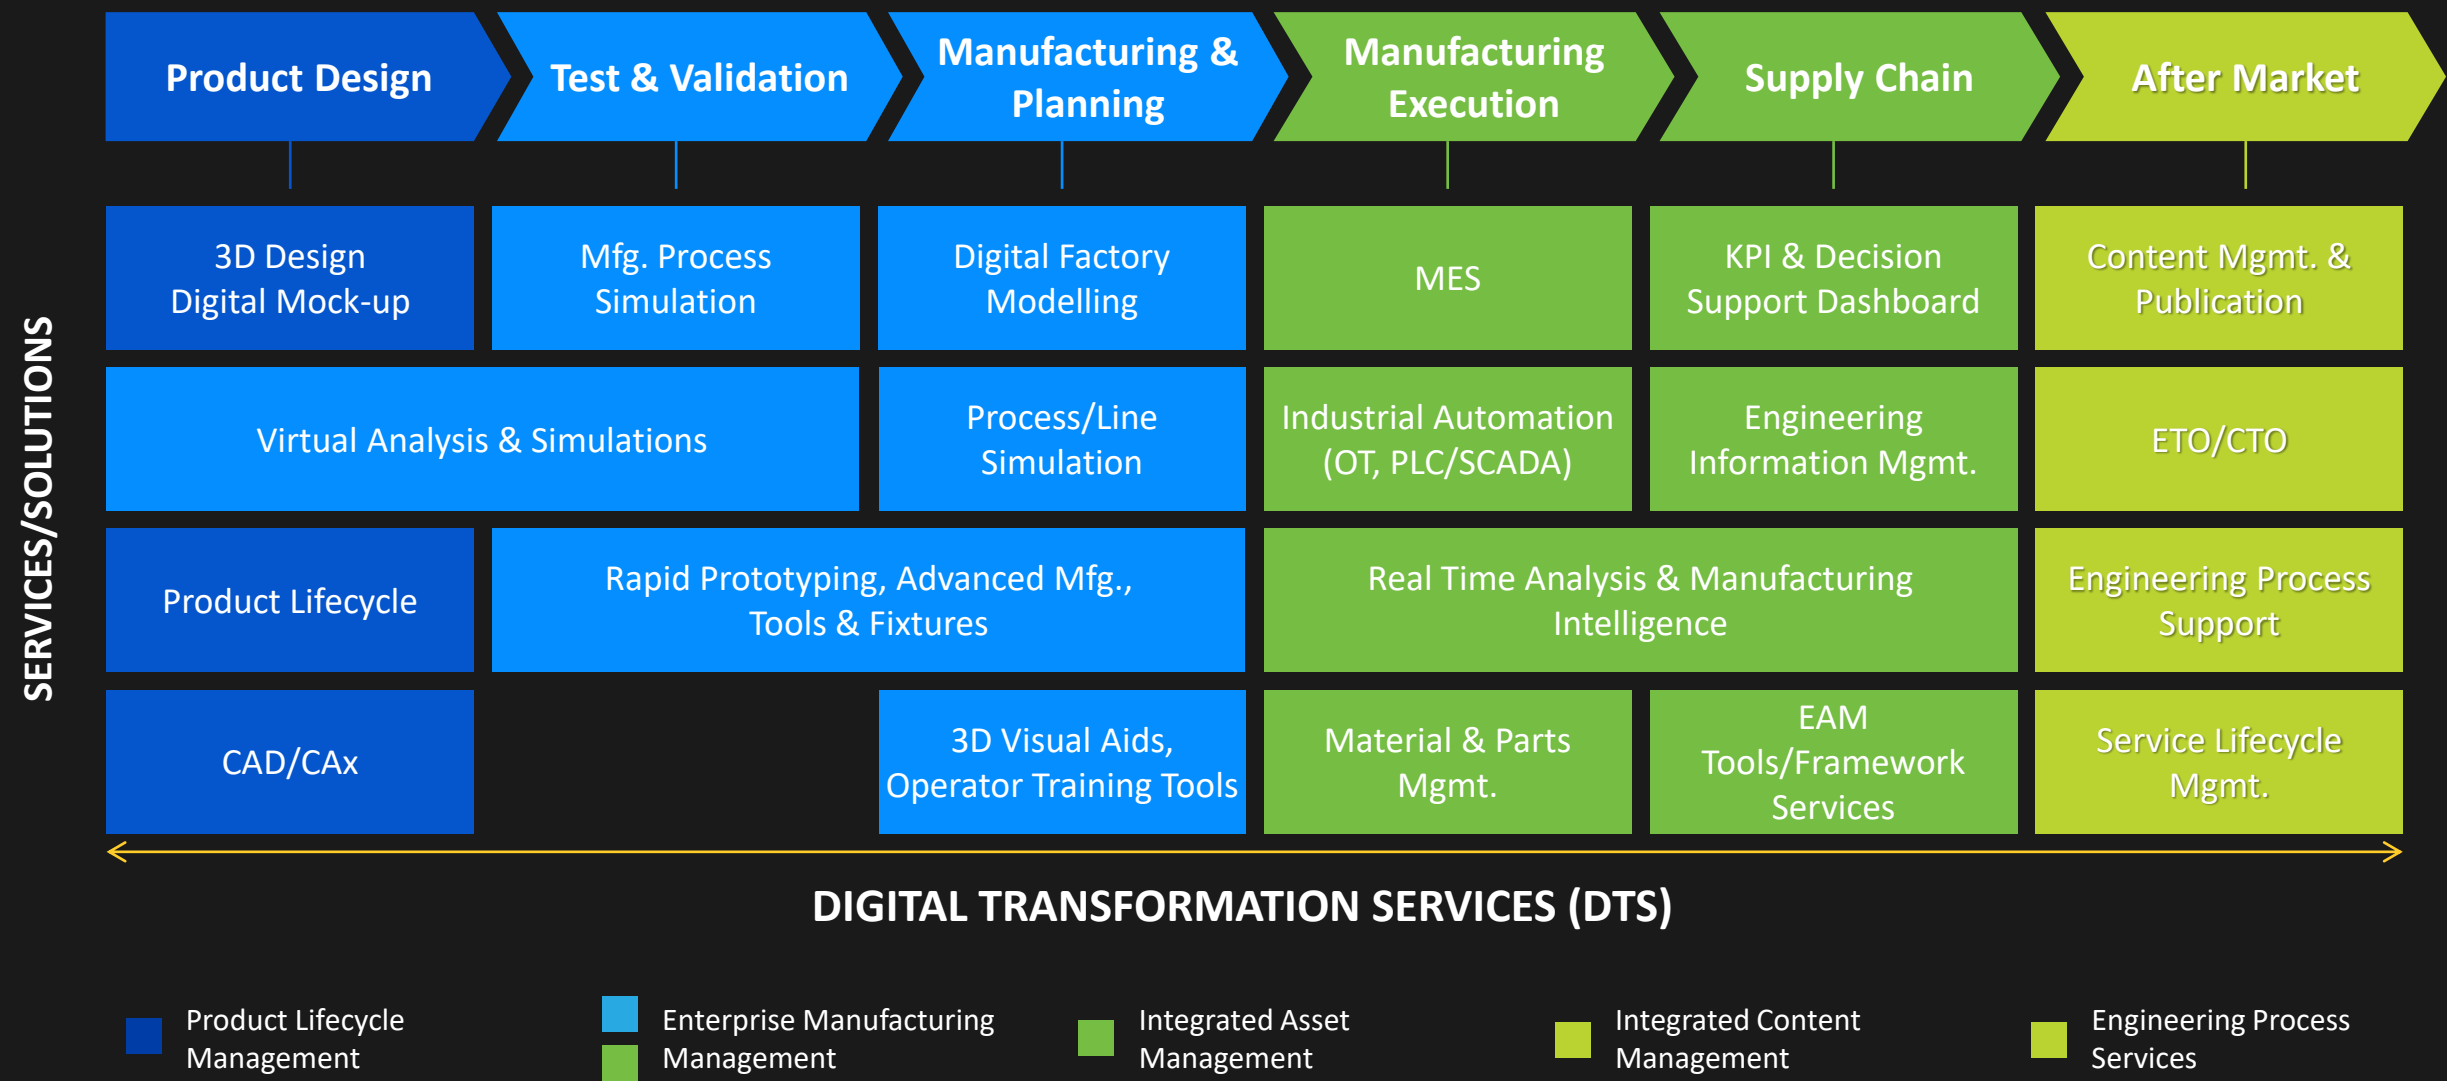 Product Design
Test & Validation
Manufacturing &
Planning
Manufacturing
Execution
Supply Chain
After Market
SERVICES/SOLUTIONS
3D Design
Digital Mock-up
Mfg. Process
Simulation
Digital Factory
Modelling
MES
KPI & Decision
Support Dashboard
Content Mgmt. &
Publication
Virtual Analysis & Simulations
Process/Line
Simulation
Industrial Automation
(OT, PLC/SCADA)
Engineering
Information Mgmt.
ETO/CTO
Product Lifecycle
Rapid Prototyping, Advanced Mfg.,
Tools & Fixtures
Real Time Analysis & Manufacturing
Intelligence
Engineering Process
Support
CAD/CAx
3D Visual Aids,
Operator Training Tools
Material & Parts
Mgmt.
EAM
Tools/Framework
Services
Service Lifecycle
Mgmt.
DIGITAL TRANSFORMATION SERVICES (DTS)
Product Lifecycle
Management
Enterprise Manufacturing
Management
Integrated Asset
Management
Integrated Content
Management
Engineering Process
Services